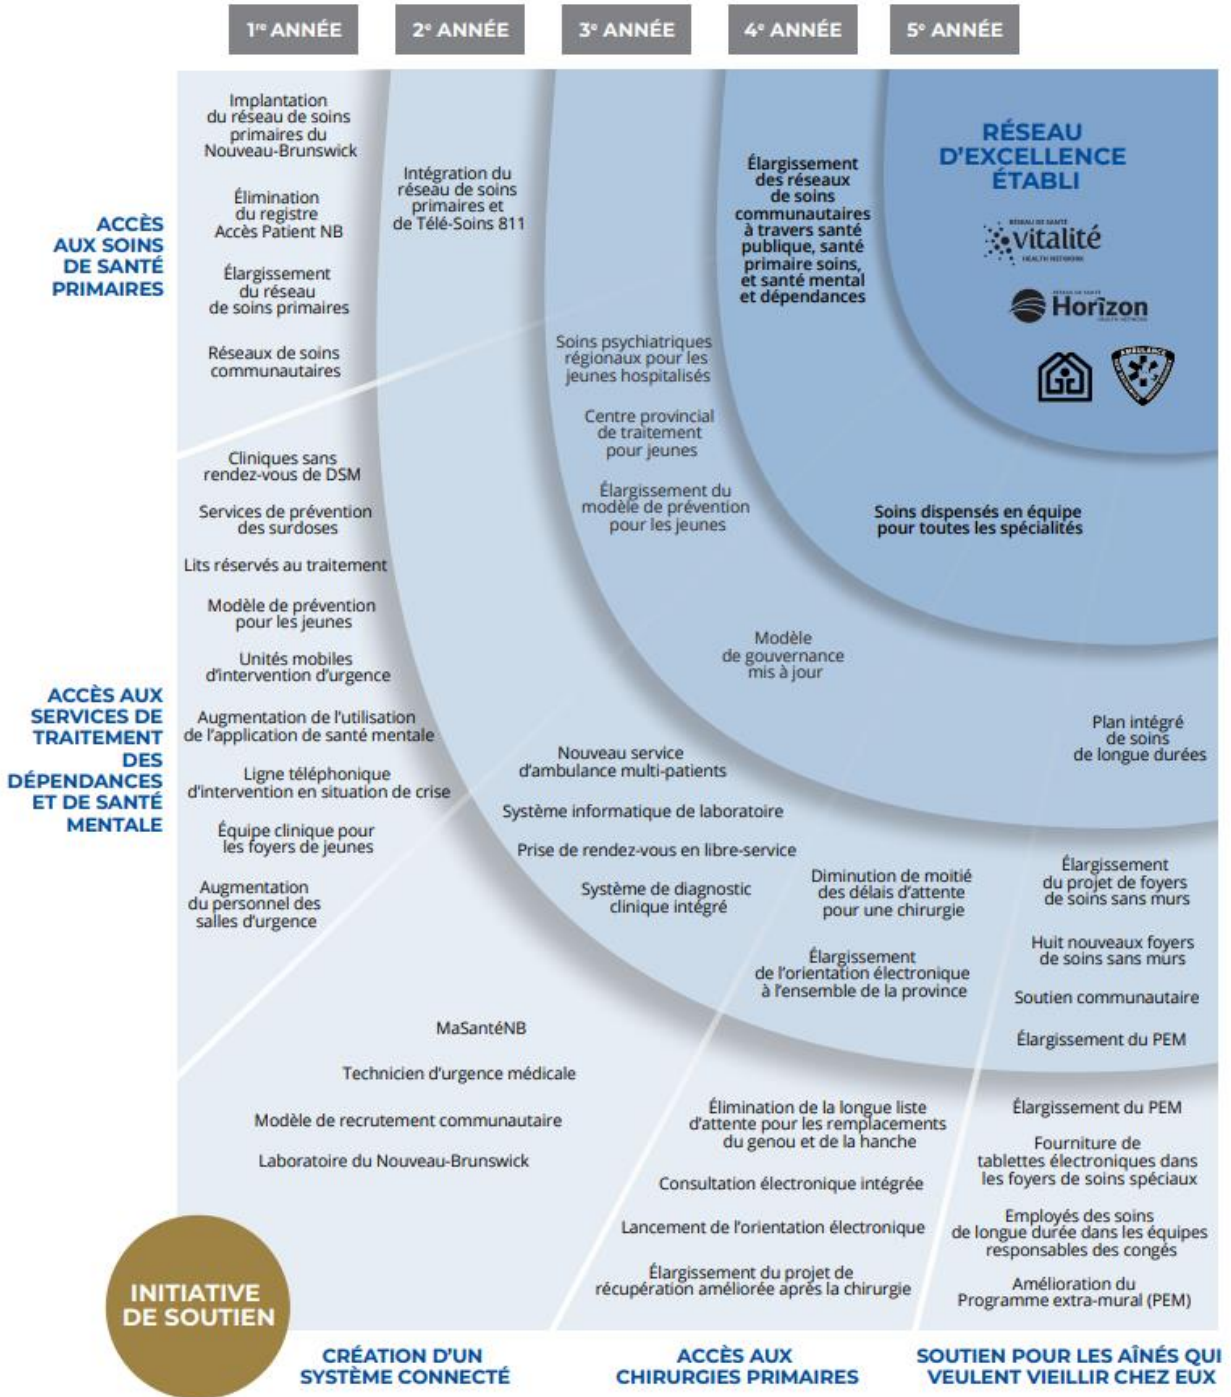 1re ANNÉE
2e ANNÉE
3e ANNÉE
4e ANNÉE
5e ANNÉE
ACCÈS
AUX SOINS
DE SANTÉ
PRIMAIRES
Implantation
du réseau de soins
primaires du
Nouveau-Brunswick
Élimination
du registre
Accès Patient NB
Élargissement
du réseau
de soins primaires
Réseaux de soins
communautaires
Intégration du
réseau de soins
primaires et
de Télé-Soins 811
Élargissement
des réseaux
de soins
communautaires
à travers santé
publique, santé
primaire soins,
et santé mental
et dépendances
RÉSEAU
D'EXCELLENCE
ÉTABLI
RÉSEAU DE SANTÉ
vitalité
HEALTH NETWORK
RÉSEAU DE SANTÉ
Horizon
HEALTH NETWORK
AMBULANCE
ACCÈS AUX
SERVICES DE
TRAITEMENT
DES
DÉPENDANCES
ET DE SANTÉ
MENTALE
Cliniques sans
rendez-vous de DSM
Services de prévention
des surdoses
Lits réservés au traitement
Modèle de prévention
pour les jeunes
Unités mobiles
d'intervention d'urgence
Augmentation de l'utilisation
de l'application de santé mentale
Ligne téléphonique
d'intervention en situation de crise
Équipe clinique pour
les foyers de jeunes
Augmentation
du personnel des
salles d'urgence
Soins psychiatriques
régionaux pour les
jeunes hospitalisés
Centre provincial
de traitement
pour jeunes
Élargissement du
modèle de prévention
pour les jeunes
Soins dispensés en équipe
pour toutes les spécialités
Modèle
de gouvernance
mis à jour
Plan intégré
de soins
de longue durées
Nouveau service
d'ambulance multi-patients
Système informatique de laboratoire
Prise de rendez-vous en libre-service
Système de diagnostic
clinique intégré
Diminution de moitié
des délais d'attente
pour une chirurgie
Élargissement
de l'orientation électronique
à l'ensemble de la province
Élargissement
du projet de foyers
de soins sans murs
Huit nouveaux foyers
de soins sans murs
Soutien communautaire
Élargissement du PEM
MaSantéNB
Technicien d'urgence médicale
Modèle de recrutement communautaire
Laboratoire du Nouveau-Brunswick
Élimination de la longue liste
d'attente pour les remplacements
du genou et de la hanche
Consultation électronique intégrée
Lancement de l'orientation électronique
Élargissement du projet de
récupération améliorée après la chirurgie
Élargissement du PEM
Fourniture de
tablettes électroniques dans
les foyers de soins spéciaux
Employés des soins
de longue durée dans les équipes
responsables des congés
Amélioration du
Programme extra-mural (PEM)
INITIATIVE
DE SOUTIEN
CRÉATION D'UN
SYSTÈME CONNECTÉ
ACCÈS AUX
CHIRURGIES PRIMAIRES
SOUTIEN POUR LES AÎNÉS QUI
VEULENT VIEILLIR CHEZ EUX